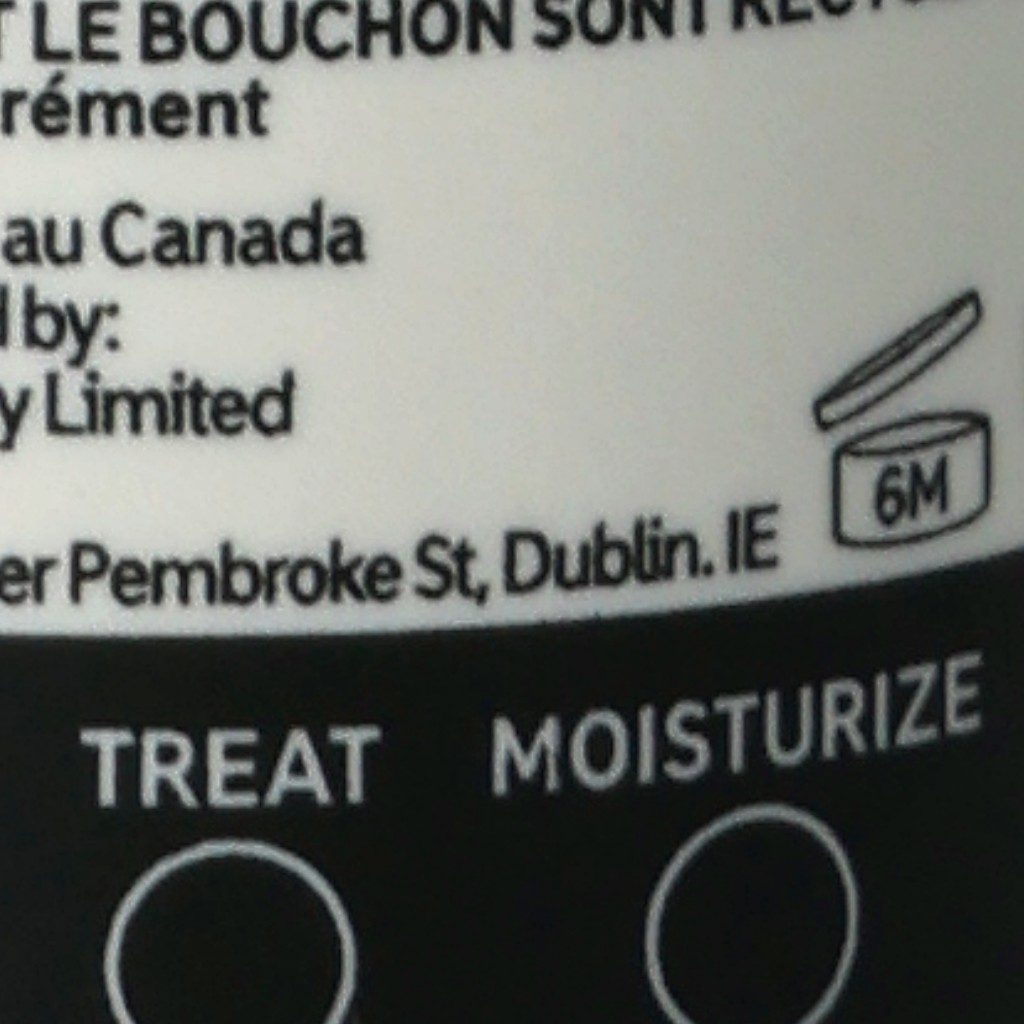 LE BOUCHON SONT
rément
au Canada
by:
y Limited
er Pembroke St, Dublin. IE
6M
TREAT
MOISTURIZE